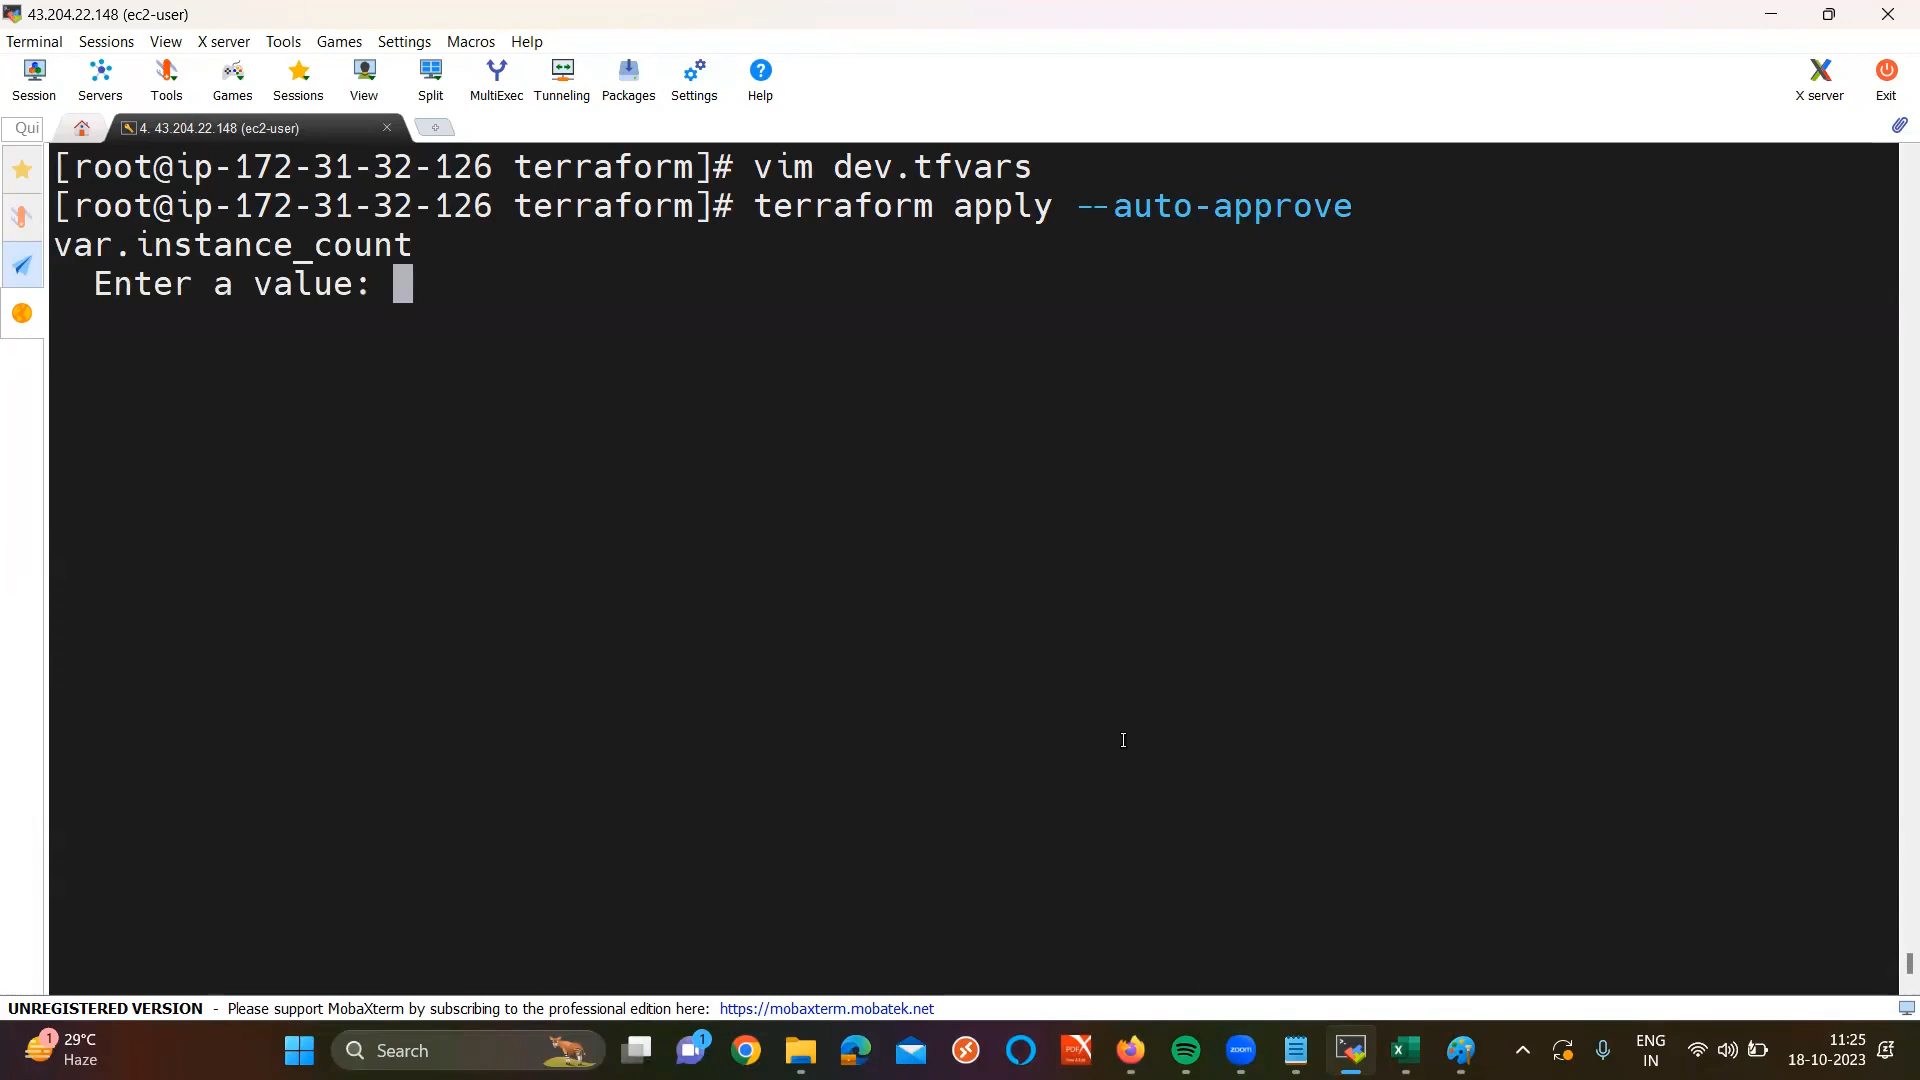 43.204.22.148 (ec2-user)
Terminal Sessions View X server Tools Games Settings Macros Help
Session Servers Tools Games Sessions View Split MultiExec Tunneling Packages Settings Help X server Exit
Qui 4. 43.204.22.148 (ec2-user)
[root@ip-172-31-32-126 terraform]# vim dev.tfvars
[root@ip-172-31-32-126 terraform]# terraform apply --auto-approve
var.instance_count
Enter a value:
UNREGISTERED VERSION - Please support MobaXterm by subscribing to the professional edition here: https://mobaxterm.mobatek.net
1 29°C
Haze
Search
1
PDF
zoom
ENG
IN
11:25
18-10-2023